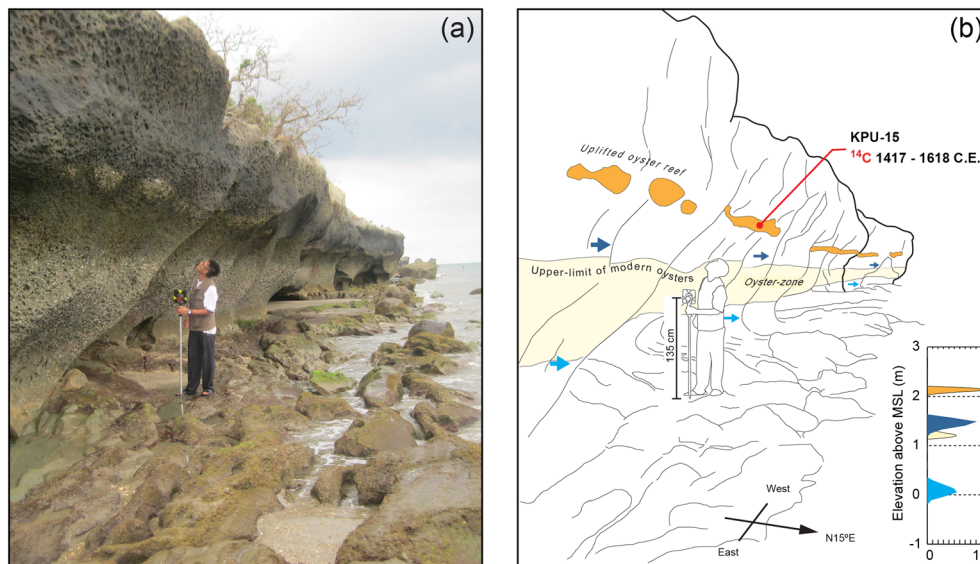 (a)
(b)
KPU-15
¹⁴C 1417 - 1618 C.E.
Uplifted oyster reef
Upper-limit of modern oysters
Oyster-zone
135 cm
3
2
1
0
-1
Elevation above MSL (m)
0
1
West
East
N15ºE